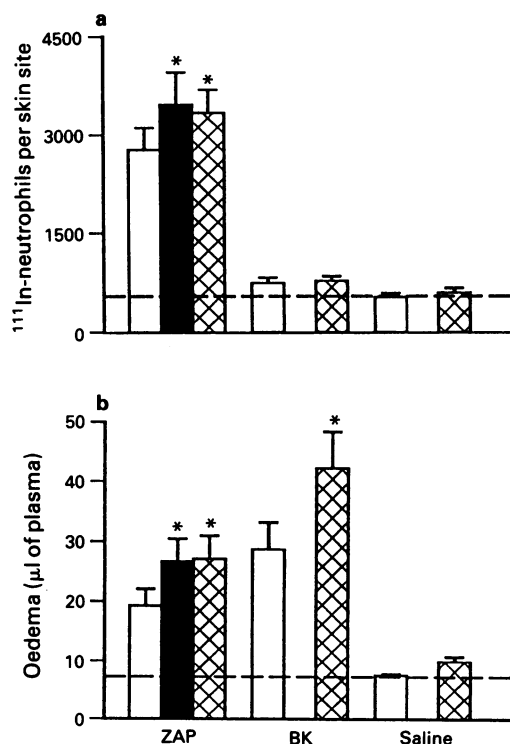 a
¹¹¹In-neutrophils per skin site
4500
3000
1500
0
* *
b
Oedema (µl of plasma)
50
40
30
20
10
0
* * *
ZAP BK Saline